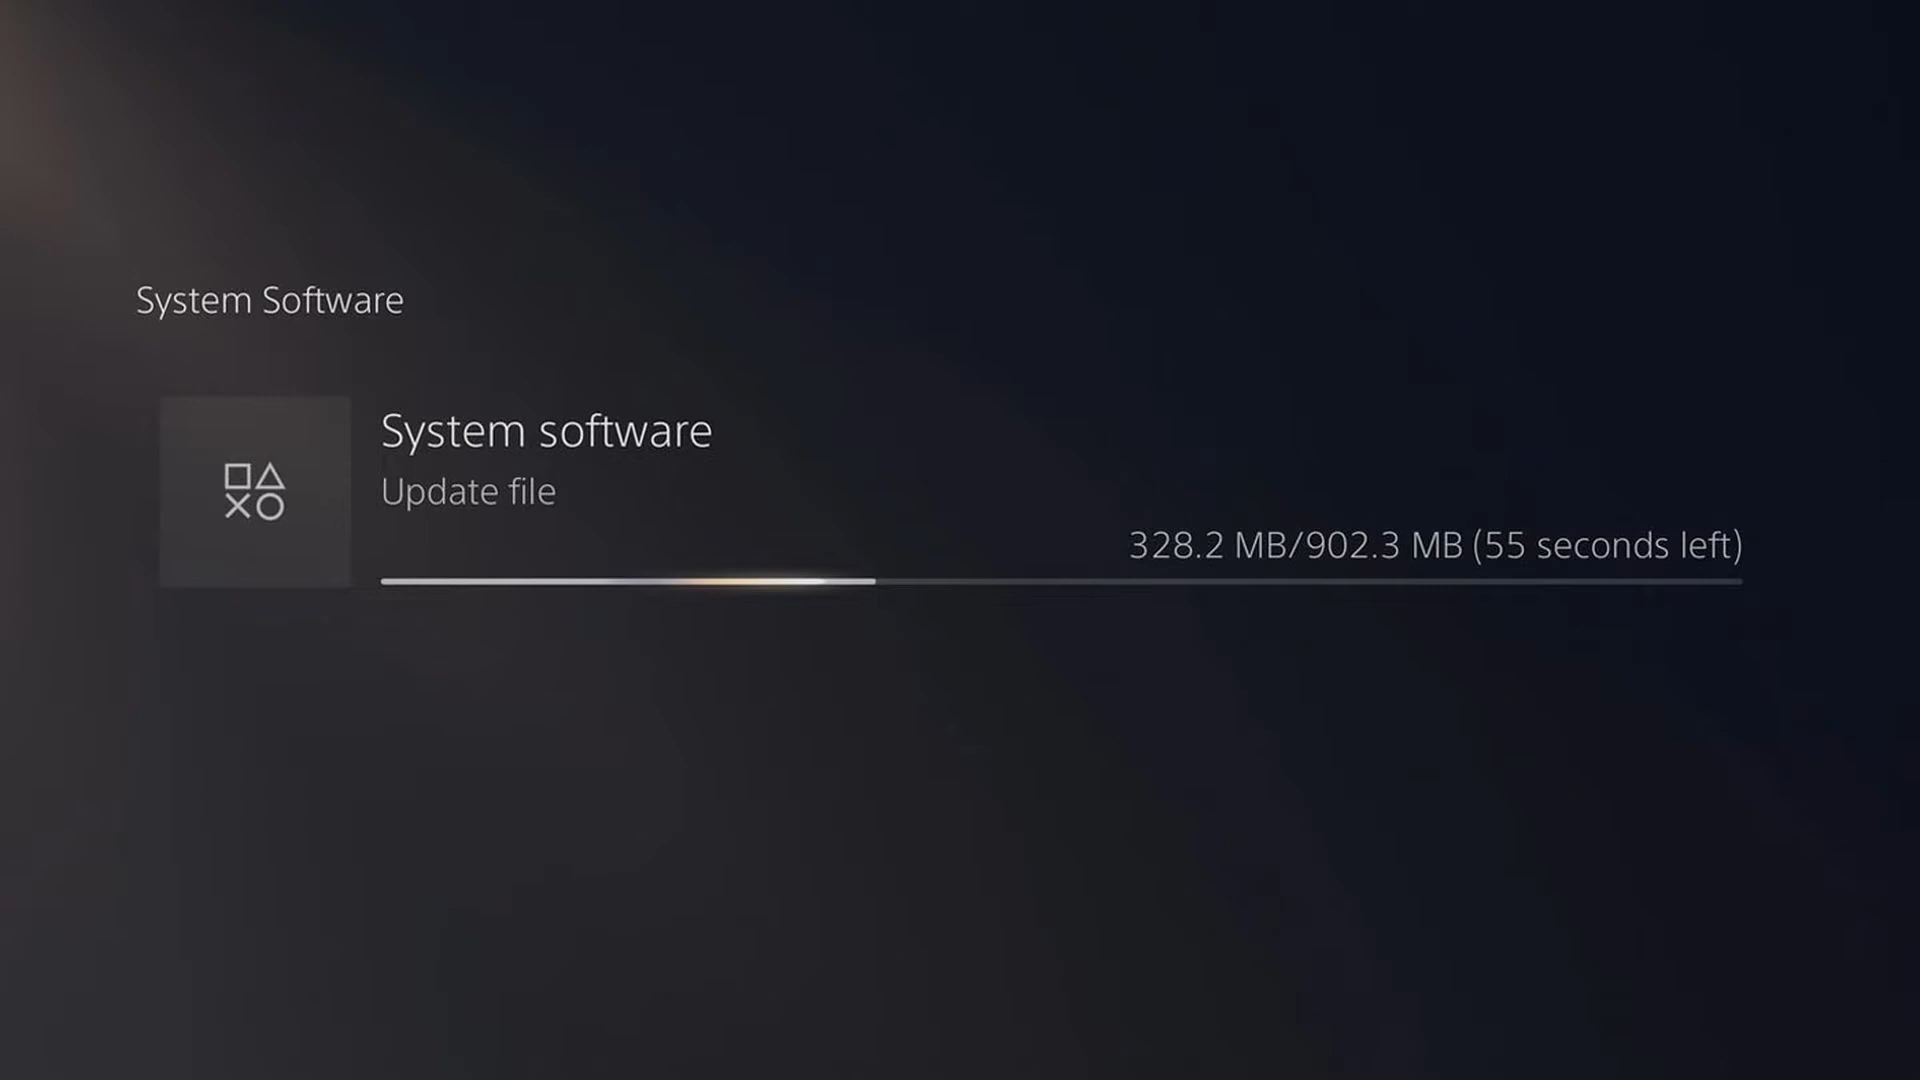 System Software
System software
Update file
328.2 MB/902.3 MB (55 seconds left)